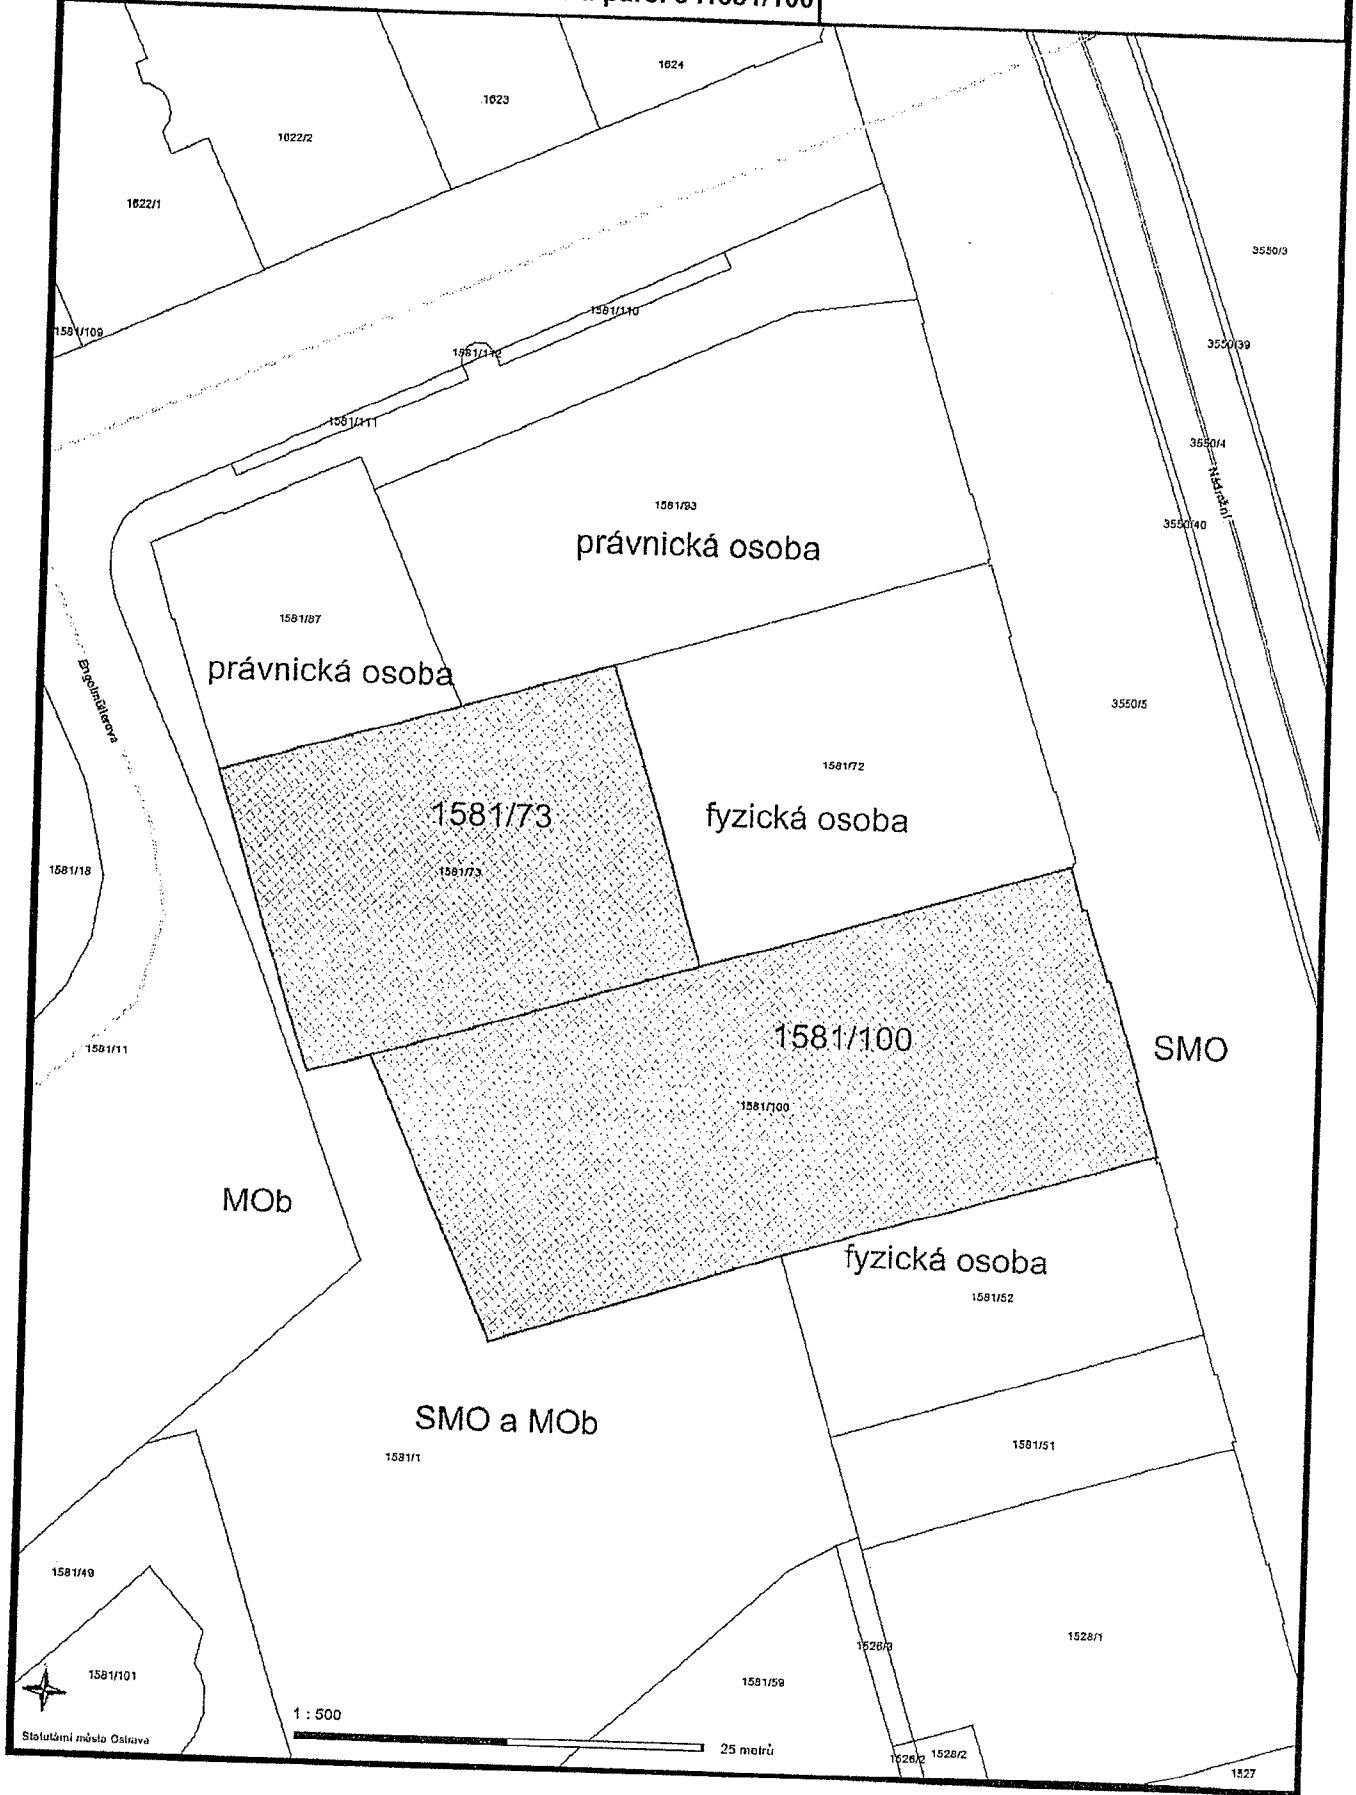 1624
1623
1622/2
1622/1
3550/3
1581/109
1581/110
3550/39
1581/112
1581/111
3550/4
Nádražní
1581/93
3550/40
právnická osoba
1581/87
právnická osoba
Engelmüllerova
3550/5
1581/72
1581/73
fyzická osoba
1581/18
1581/73
1581/100
SMO
1581/11
1581/100
MOb
fyzická osoba
1581/52
SMO a MOb
1581/1
1581/51
1581/49
1526/3
1528/1
1581/101
1581/59
1 : 500
Statutární město Ostrava
25 metrů
1526/2
1528/2
1527